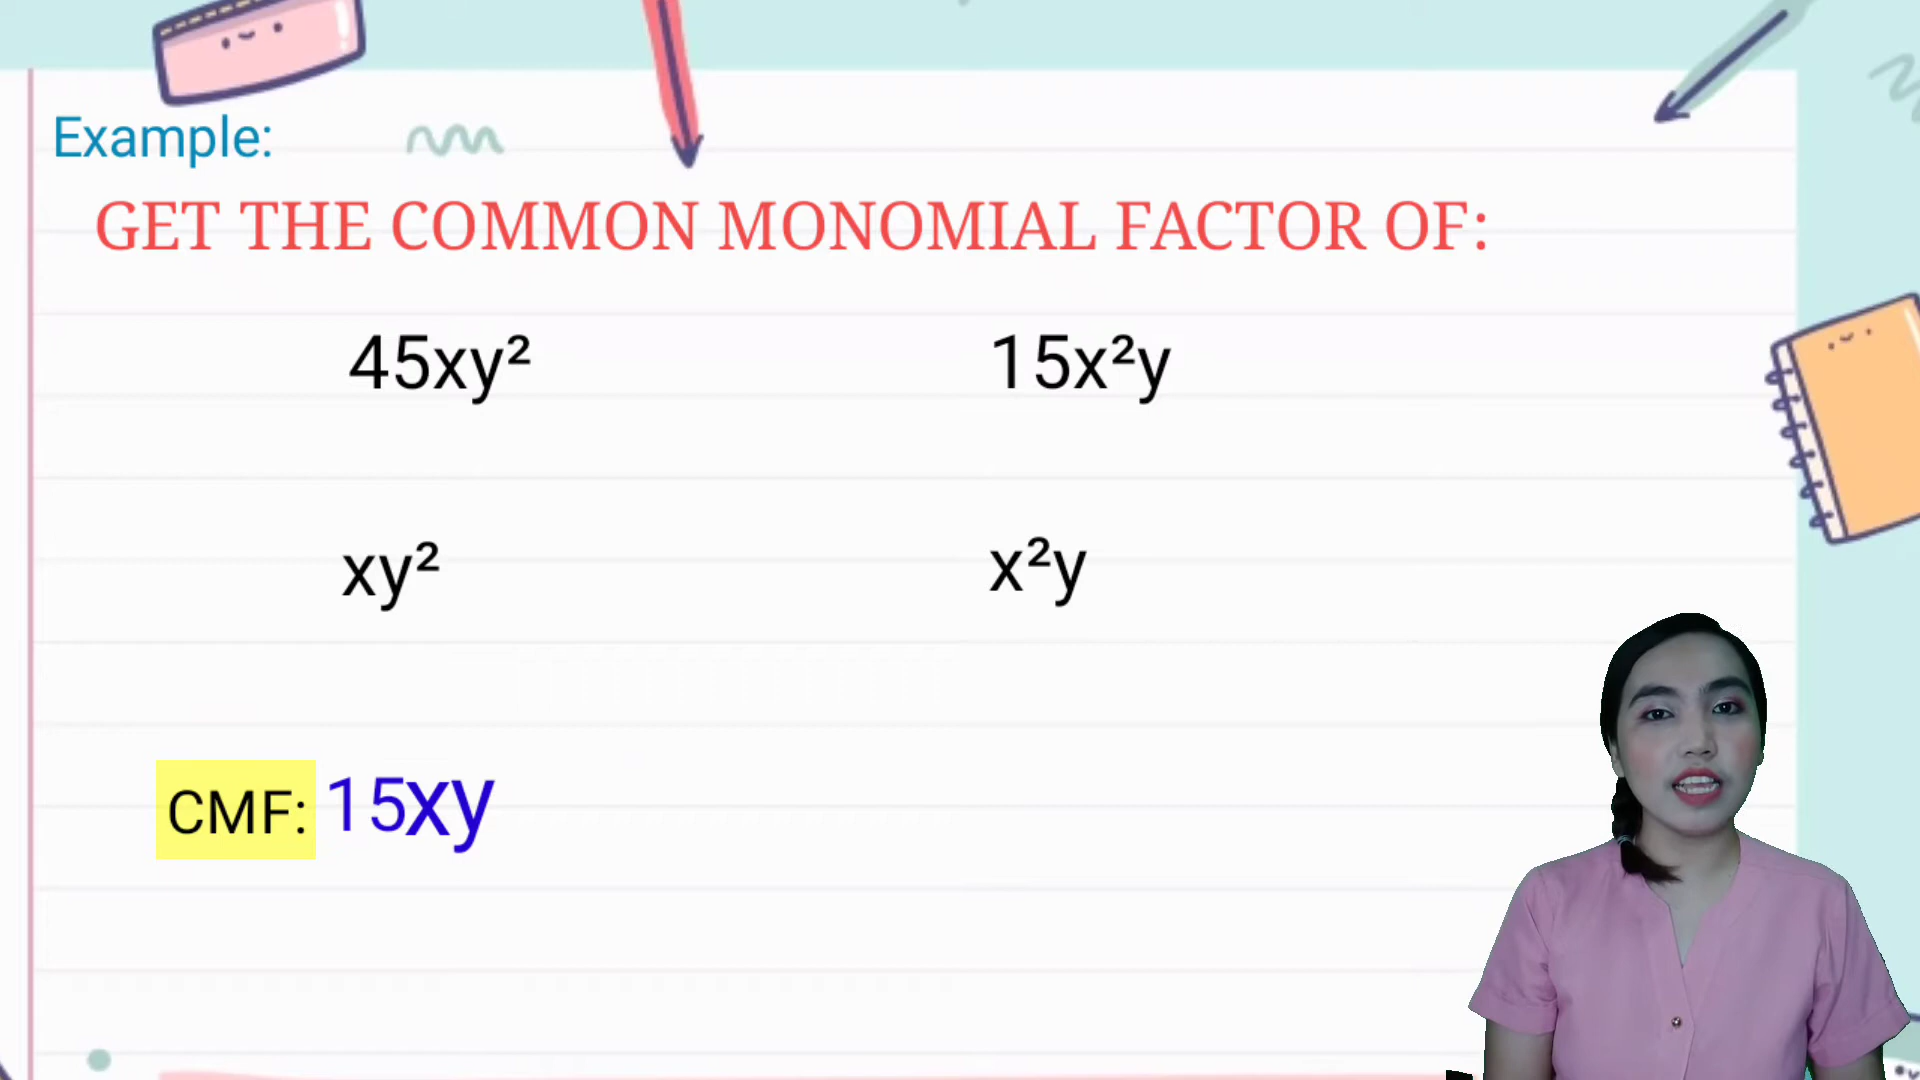 Example:
GET THE COMMON MONOMIAL FACTOR OF:
45xy² 15x²y
xy² x²y
CMF: 15xy